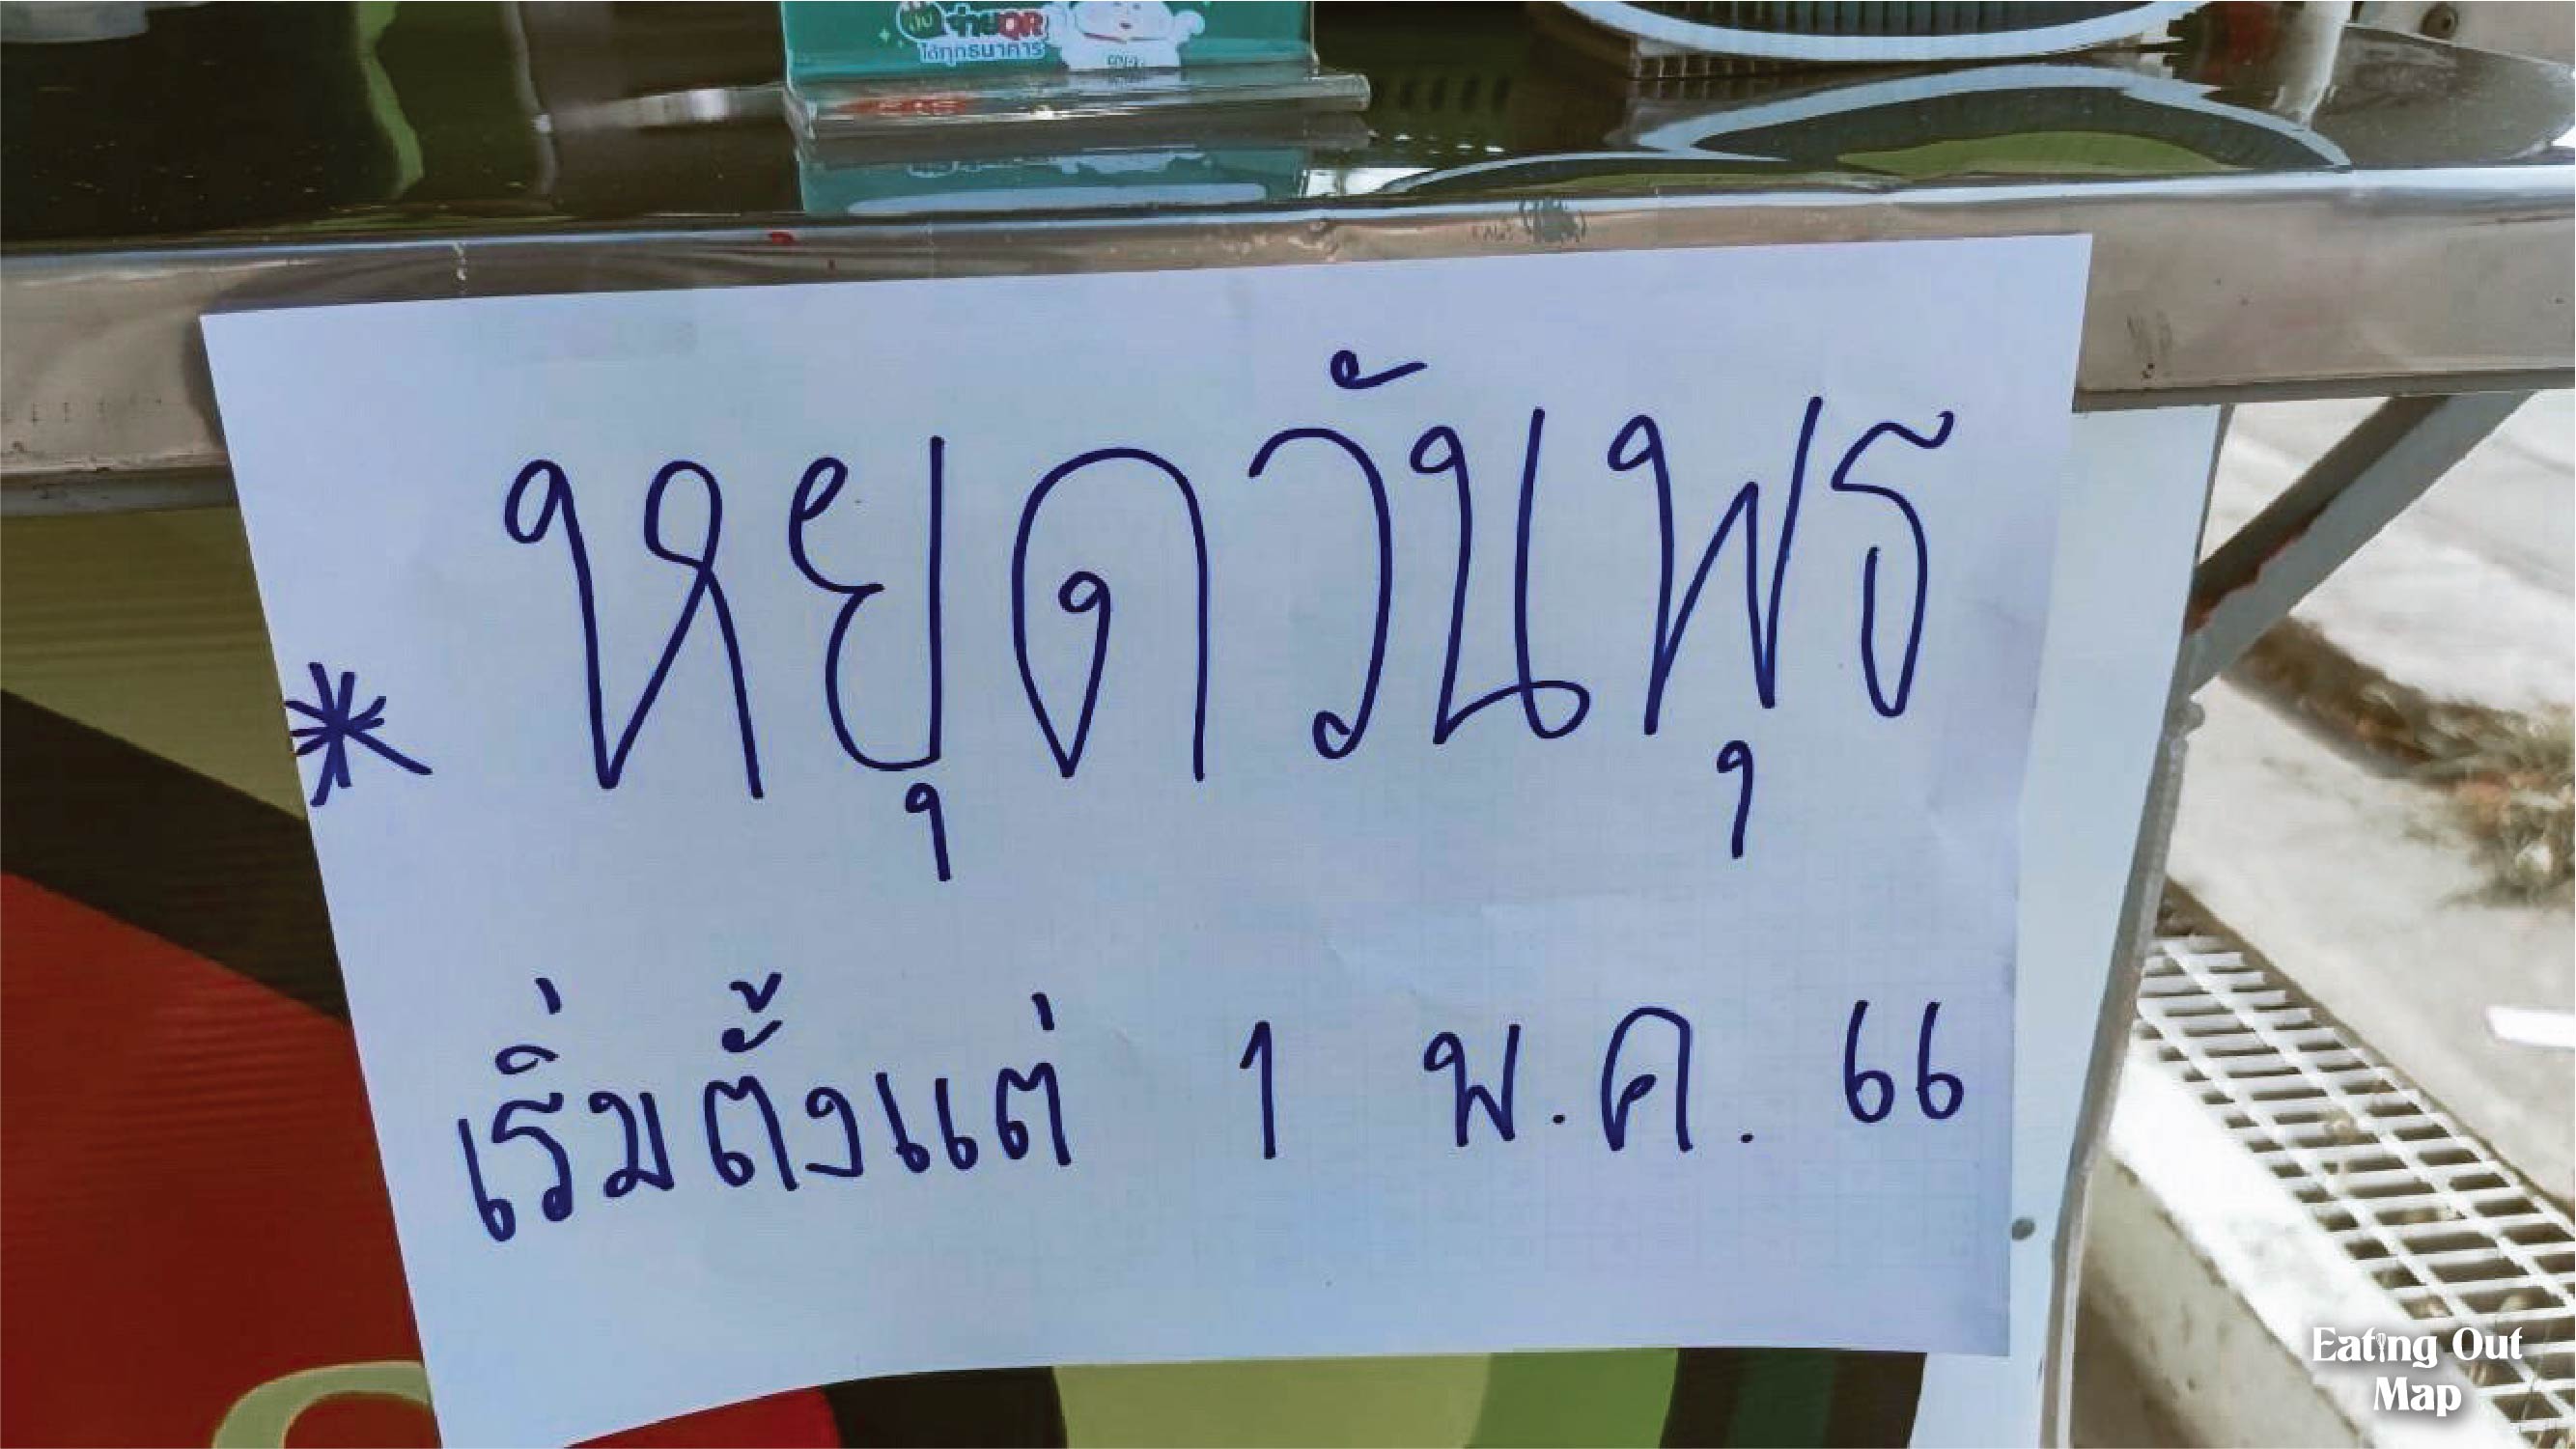 จ่ายQR
ได้ทุกธนาคาร
* หยุดวันพุธ
เริ่มตั้งแต่ 1 พ.ค. 66
Eating Out
Map